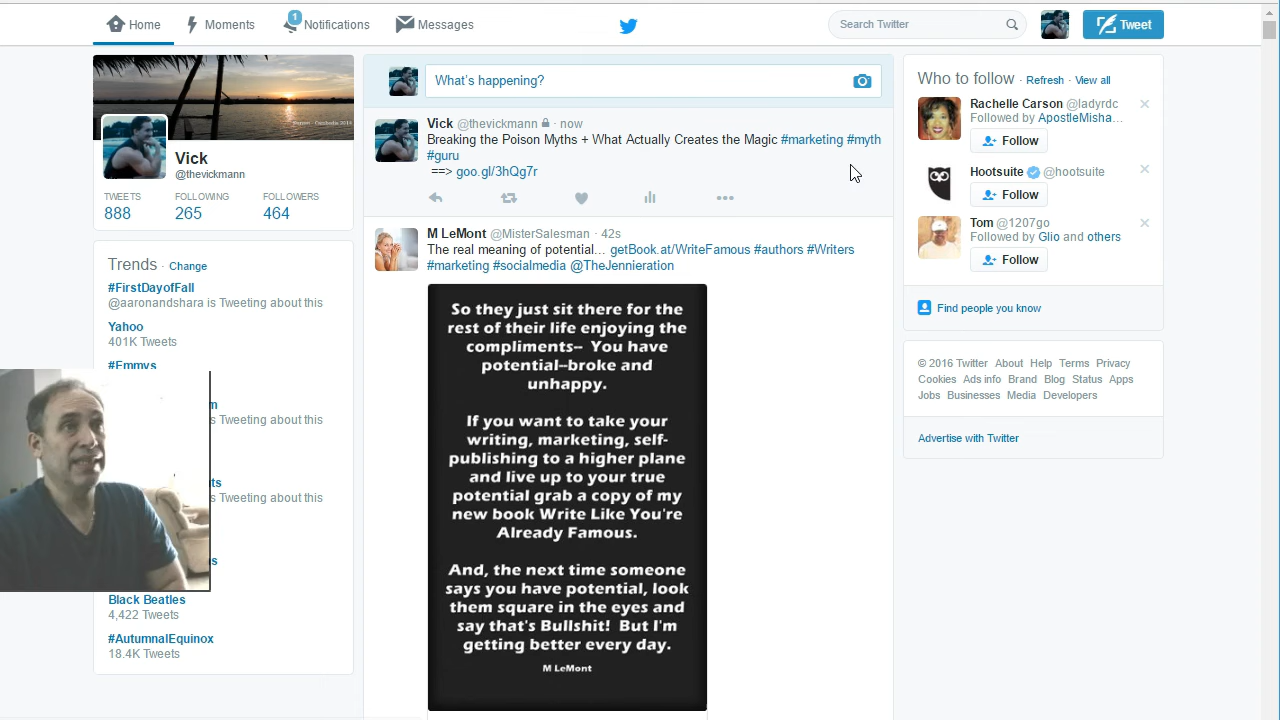 Home
Moments
1
Notifications
Messages
Search Twitter
Tweet
Vick
@thevickmann
TWEETS
FOLLOWING
FOLLOWERS
888
265
464
Trends · Change
#FirstDayofFall
@aaronandshara is Tweeting about this
Yahoo
401K Tweets
#Emmys
s Tweeting about this
s Tweeting about this
Black Beatles
4,422 Tweets
#AutumnalEquinox
18.4K Tweets
What's happening?
Vick @thevickmann · now
Breaking the Poison Myths + What Actually Creates the Magic #marketing #myth
#guru
==> goo.gl/3hQg7r
M LeMont @MisterSalesman · 42s
The real meaning of potential... getBook.at/WriteFamous #authors #Writers
#marketing #socialmedia @TheJennieration
So they just sit there for the
rest of their life enjoying the
compliments-- You have
potential--broke and
unhappy.
If you want to take your
writing, marketing, self-
publishing to a higher plane
and live up to your true
potential grab a copy of my
new book Write Like You're
Already Famous.
And, the next time someone
says you have potential, look
them square in the eyes and
say that's Bullshit! But I'm
getting better every day.
M LeMont
Who to follow · Refresh · View all
Rachelle Carson @ladyrdc
Followed by ApostleMisha...
Follow
Hootsuite @hootsuite
Follow
Tom @1207go
Followed by Glio and others
Follow
Find people you know
© 2016 Twitter About Help Terms Privacy
Cookies Ads info Brand Blog Status Apps
Jobs Businesses Media Developers
Advertise with Twitter